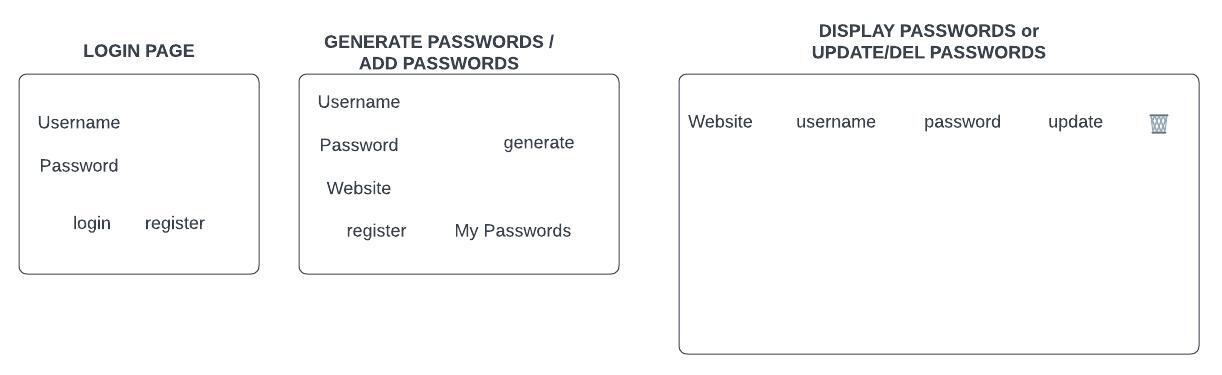 LOGIN PAGE
Username
Password
login register
GENERATE PASSWORDS /
ADD PASSWORDS
Username
Password generate
Website
register My Passwords
DISPLAY PASSWORDS or
UPDATE/DEL PASSWORDS
Website username password update